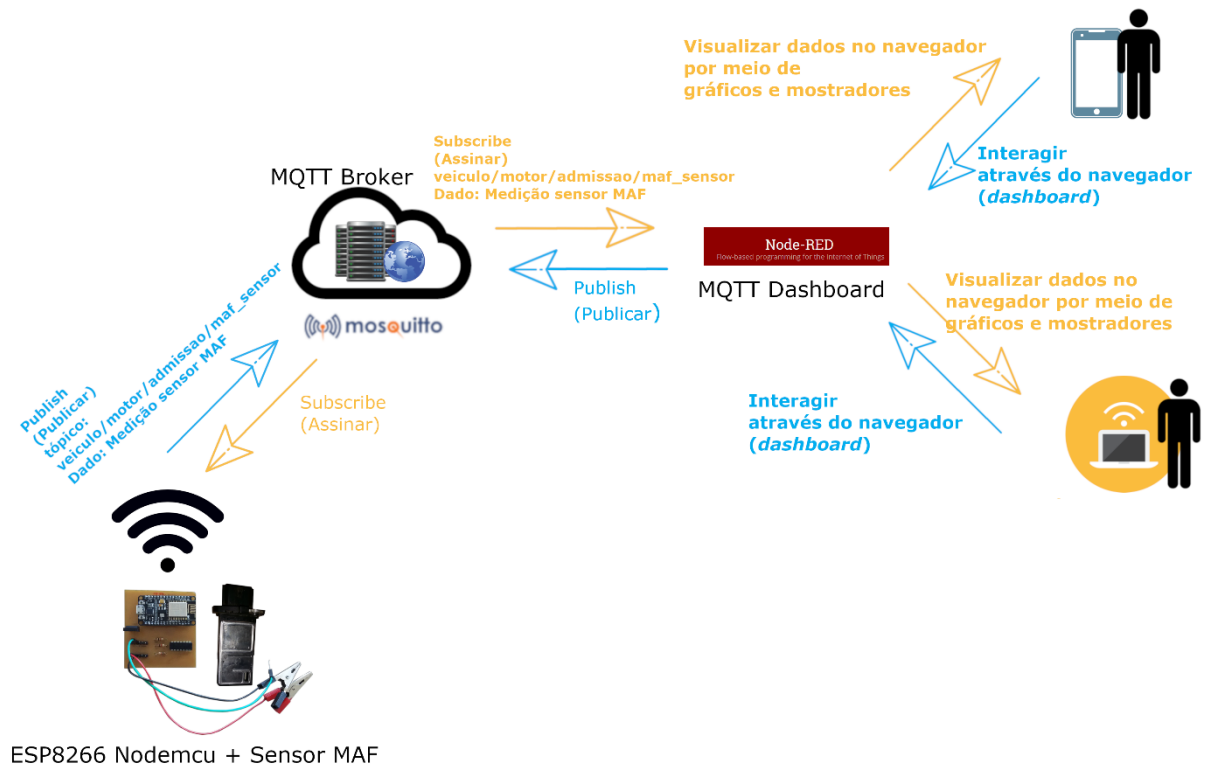 Visualizar dados no navegador
por meio de
gráficos e mostradores
Interagir
através do navegador
(dashboard)
Subscribe
(Assinar)
veiculo/motor/admissao/maf_sensor
Dado: Medição sensor MAF
MQTT Broker
Node-RED
Flow-based programming for the Internet of Things
MQTT Dashboard
Publish
(Publicar)
Visualizar dados no
navegador por meio de
gráficos e mostradores
mosquitto
Publish
(Publicar)
tópico:
veiculo/motor/admissao/maf_sensor
Dado: Medição sensor MAF
Subscribe
(Assinar)
Interagir
através do navegador
(dashboard)
ESP8266 Nodemcu + Sensor MAF